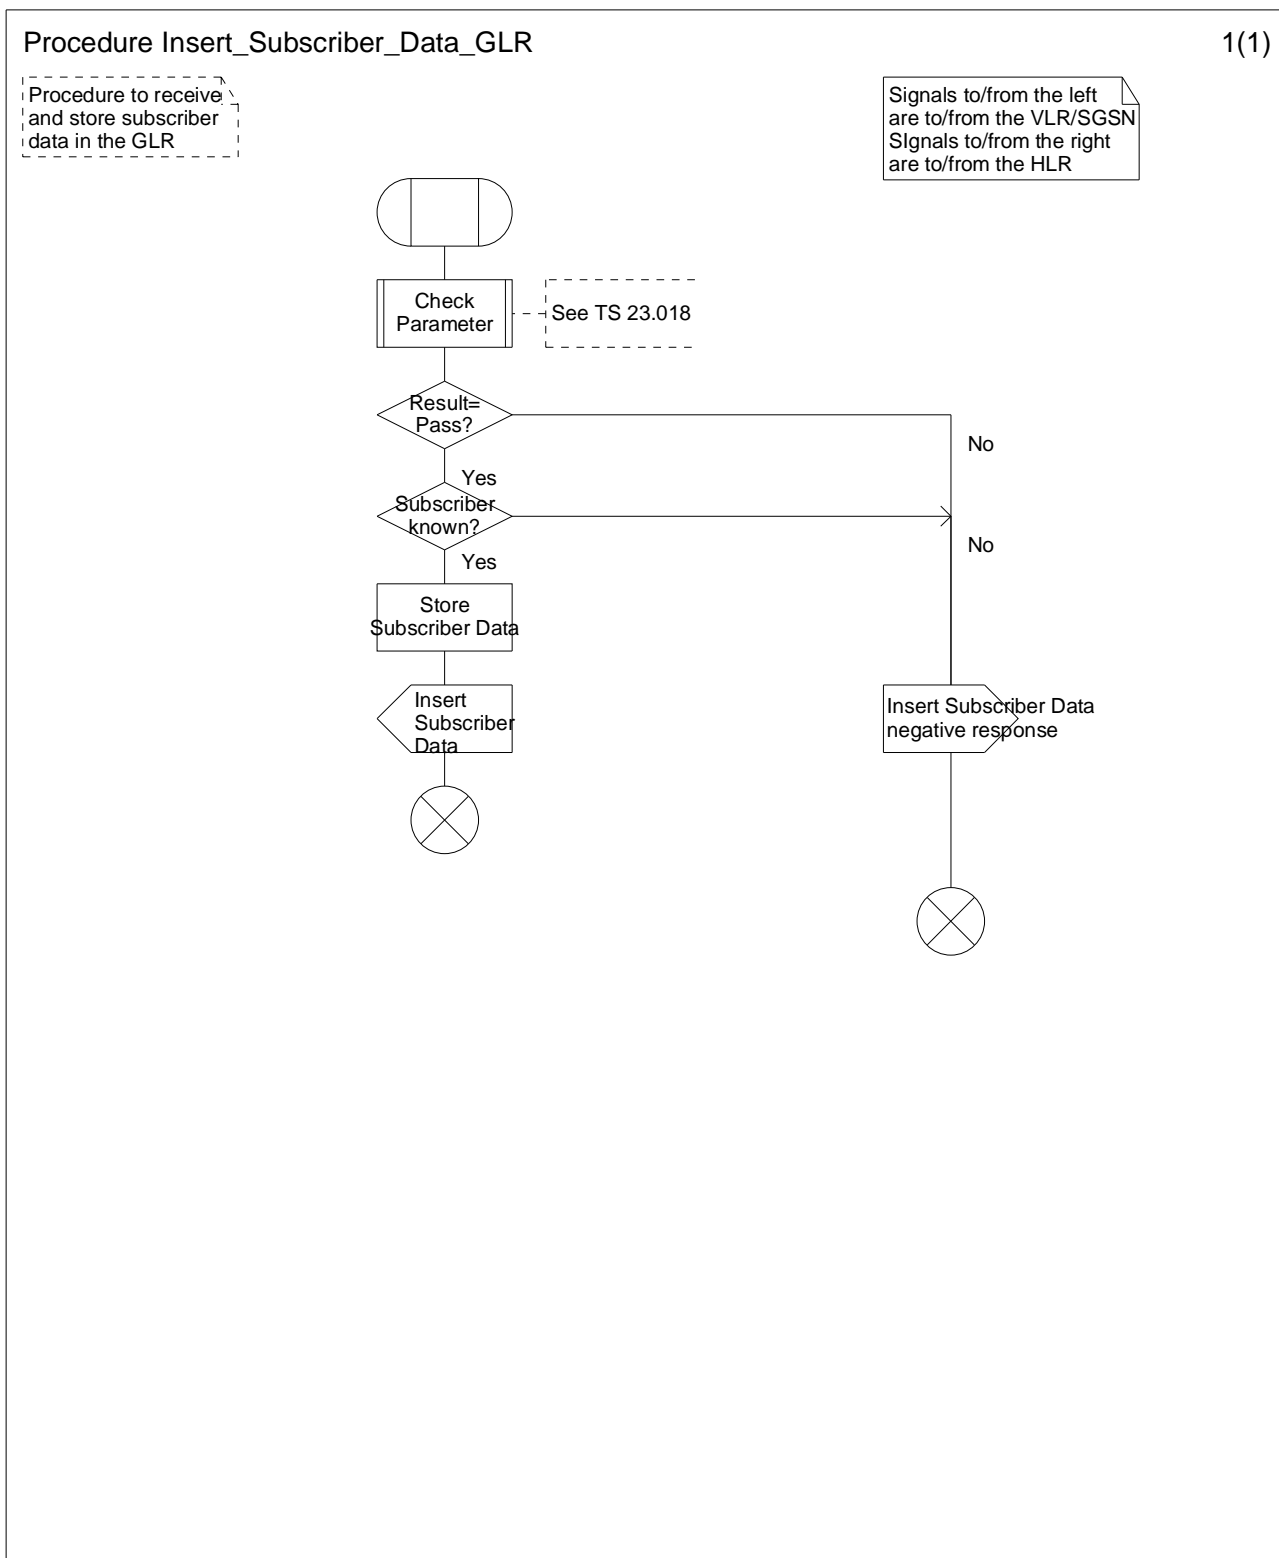 Procedure Insert_Subscriber_Data_GLR
1(1)
Procedure to receive
and store subscriber
data in the GLR
Signals to/from the left
are to/from the VLR/SGSN
SIgnals to/from the right
are to/from the HLR
Check
Parameter
See TS 23.018
Result=
Pass?
No
Yes
Subscriber
known?
No
Yes
Store
Subscriber Data
Insert
Subscriber
Data
Insert Subscriber Data
negative response